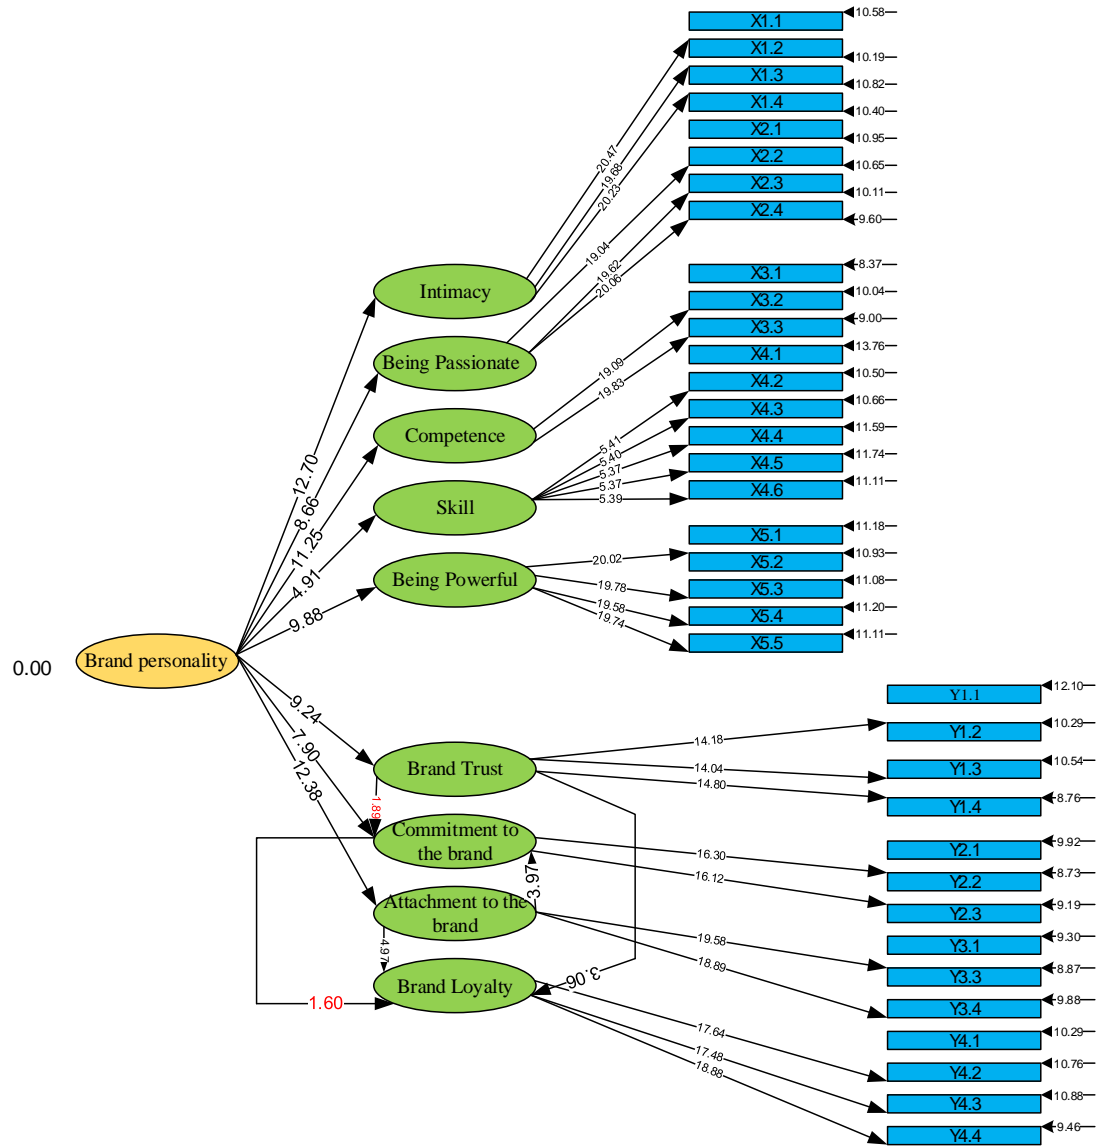 X1.1
10.58
X1.2
10.19
X1.3
10.82
X1.4
10.40
X2.1
10.95
X2.2
10.65
X2.3
10.11
X2.4
9.60
20.47
19.68
20.23
19.04
19.62
20.06
X3.1
8.37
X3.2
10.04
X3.3
9.00
X4.1
13.76
X4.2
10.50
X4.3
10.66
X4.4
11.59
X4.5
11.74
X4.6
11.11
Intimacy
Being Passionate
Competence
Skill
Being Powerful
19.09
19.83
5.41
5.40
5.37
5.37
5.39
X5.1
11.18
X5.2
10.93
X5.3
11.08
X5.4
11.20
X5.5
11.11
20.02
19.78
19.58
19.74
12.70
8.66
11.25
4.91
9.88
0.00
Brand personality
9.24
7.90
12.38
Brand Trust
1.89
Commitment to
the brand
3.97
Attachment to the
brand
4.97
Brand Loyalty
1.60
3.06
14.18
14.04
14.80
16.30
16.12
19.58
18.89
17.64
17.48
18.88
Y1.1
12.10
Y1.2
10.29
Y1.3
10.54
Y1.4
8.76
Y2.1
9.92
Y2.2
8.73
Y2.3
9.19
Y3.1
9.30
Y3.3
8.87
Y3.4
9.88
Y4.1
10.29
Y4.2
10.76
Y4.3
10.88
Y4.4
9.46